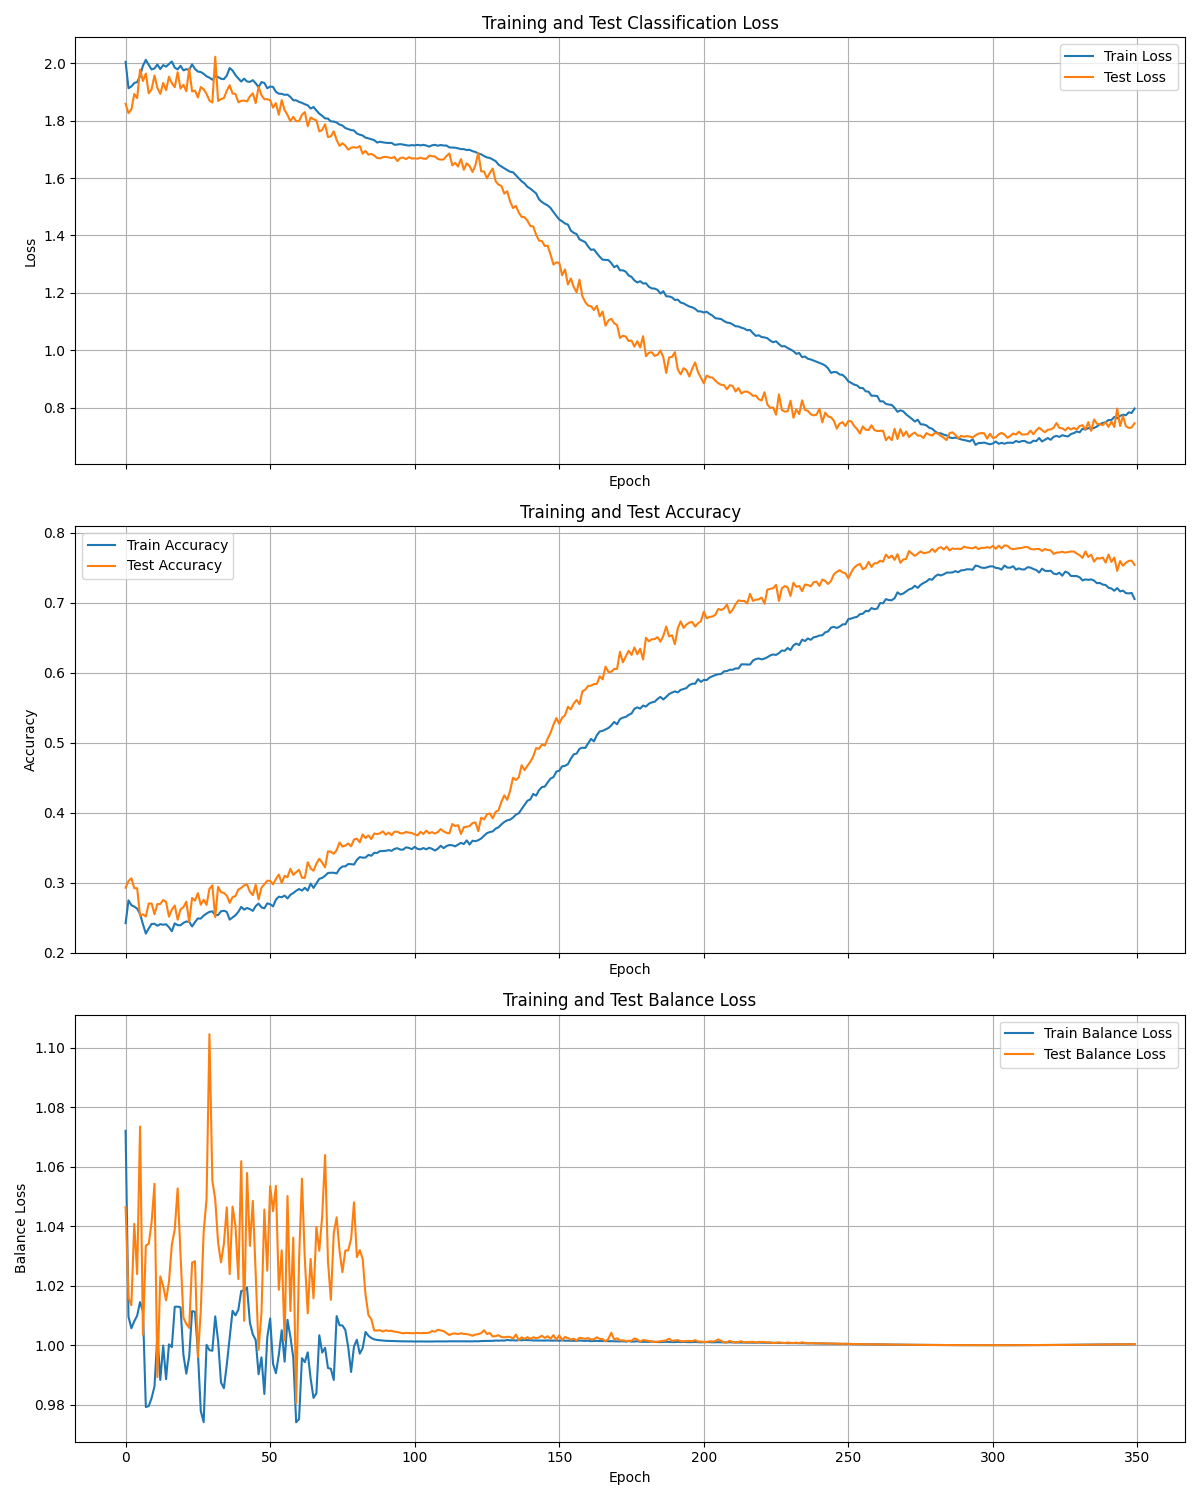 Training and Test Classification Loss
2.0
1.8
1.6
1.4
1.2
1.0
0.8
Loss
Train Loss
Test Loss
Epoch
Training and Test Accuracy
0.8
0.7
0.6
0.5
0.4
0.3
0.2
Accuracy
Train Accuracy
Test Accuracy
Epoch
Training and Test Balance Loss
1.10
1.08
1.06
1.04
1.02
1.00
0.98
Balance Loss
Train Balance Loss
Test Balance Loss
0 50 100 150 200 250 300 350
Epoch